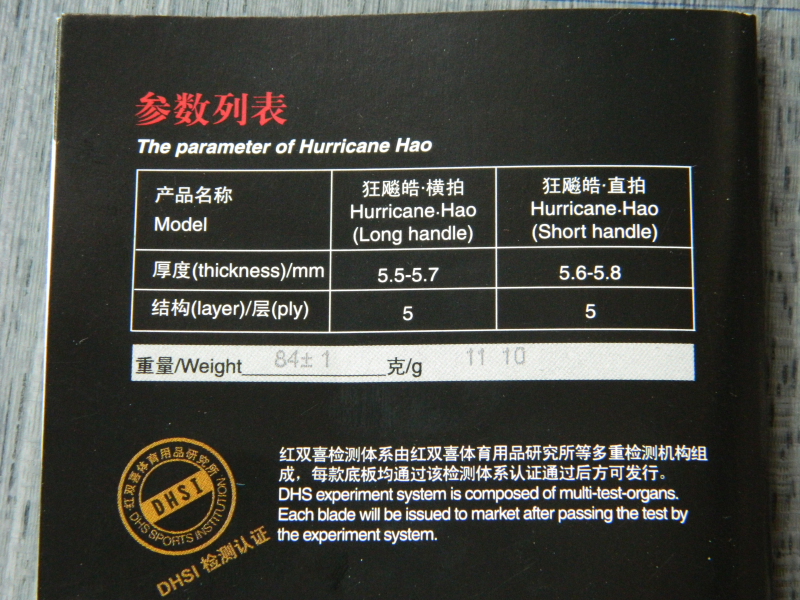 参数列表
The parameter of Hurricane Hao
产品名称
Model
狂飚皓·横拍
Hurricane·Hao
(Long handle)
狂飚皓·直拍
Hurricane·Hao
(Short handle)
厚度(thickness)/mm
5.5-5.7
5.6-5.8
结构(layer)/层(ply)
5
5
重量/Weight 84±1 克/g 11 10
红双喜检测体系由红双喜体育用品研究所等多重检测机构组
成，每款底板均通过该检测体系认证通过后方可发行。
DHS experiment system is composed of multi-test-organs.
Each blade will be issued to market after passing the test by
the experiment system.
红双喜体育用品研究所
DHSI
DHS SPORTS INSTITUTION
DHSI 检测认证